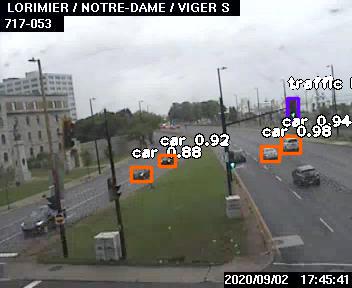 LORIMIER / NOTRE-DAME / VIGER S
717-053
traffic
car 0.94
car 0.98
car 0.92
car 0.88
2020/09/02 17:45:41